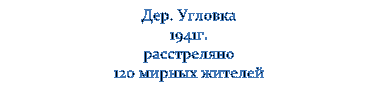 Дер. Угловка
1941г.
расстреляно
120 мирных жителей